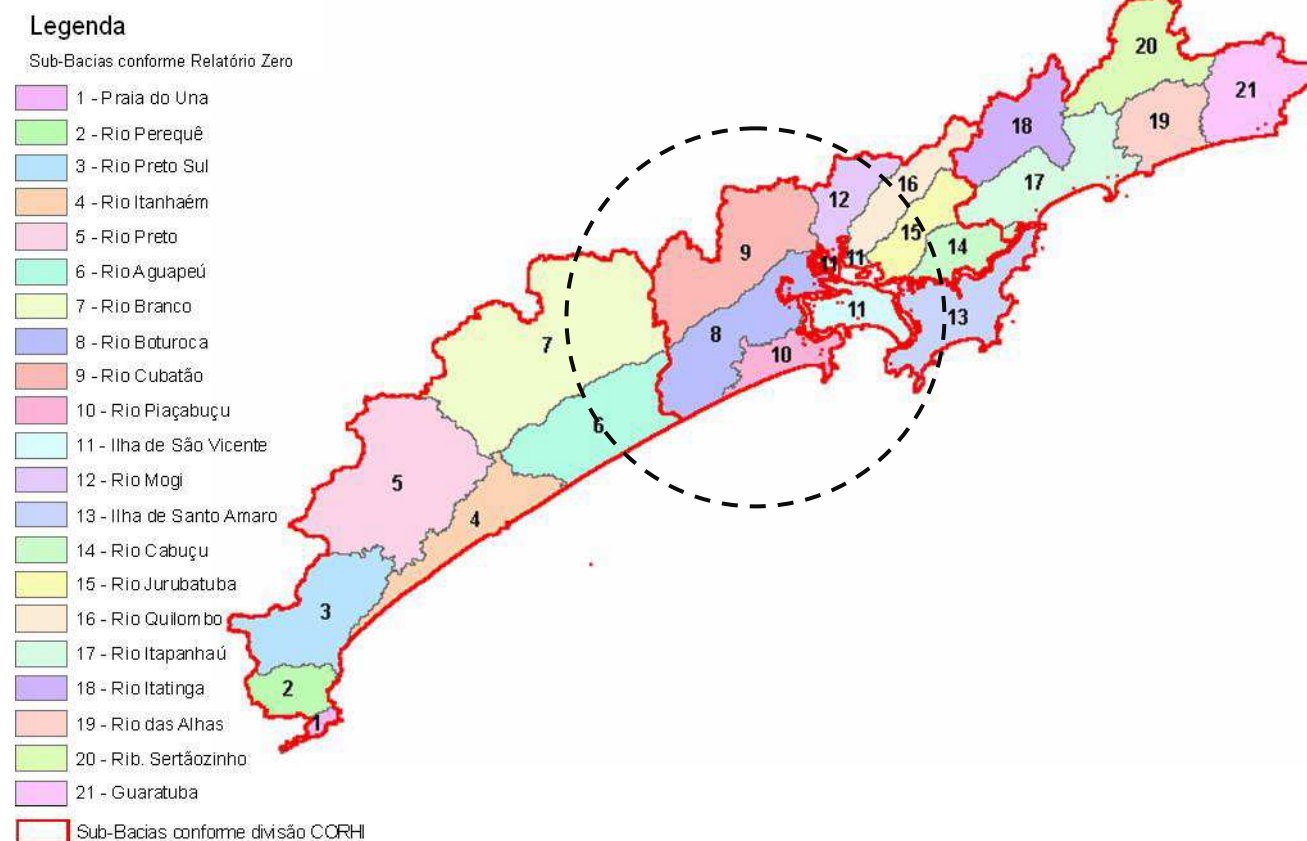 Legenda
Sub-Bacias conforme Relatório Zero
1 - Praia do Una
2 - Rio Perequê
3 - Rio Preto Sul
4 - Rio Itanhaém
5 - Rio Preto
6 - Rio Aguapeú
7 - Rio Branco
8 - Rio Boturoca
9 - Rio Cubatão
10 - Rio Piaçabuçu
11 - Ilha de São Vicente
12 - Rio Mogi
13 - Ilha de Santo Amaro
14 - Rio Cabuçu
15 - Rio Jurubatuba
16 - Rio Quilombo
17 - Rio Itapanhaú
18 - Rio Itatinga
19 - Rio das Alhas
20 - Rib. Sertãozinho
21 - Guaratuba
Sub-Bacias conforme divisão CORHI
20
21
19
18
17
16
12
15
14
9
11
11
11
13
8
10
7
6
5
4
3
2
1